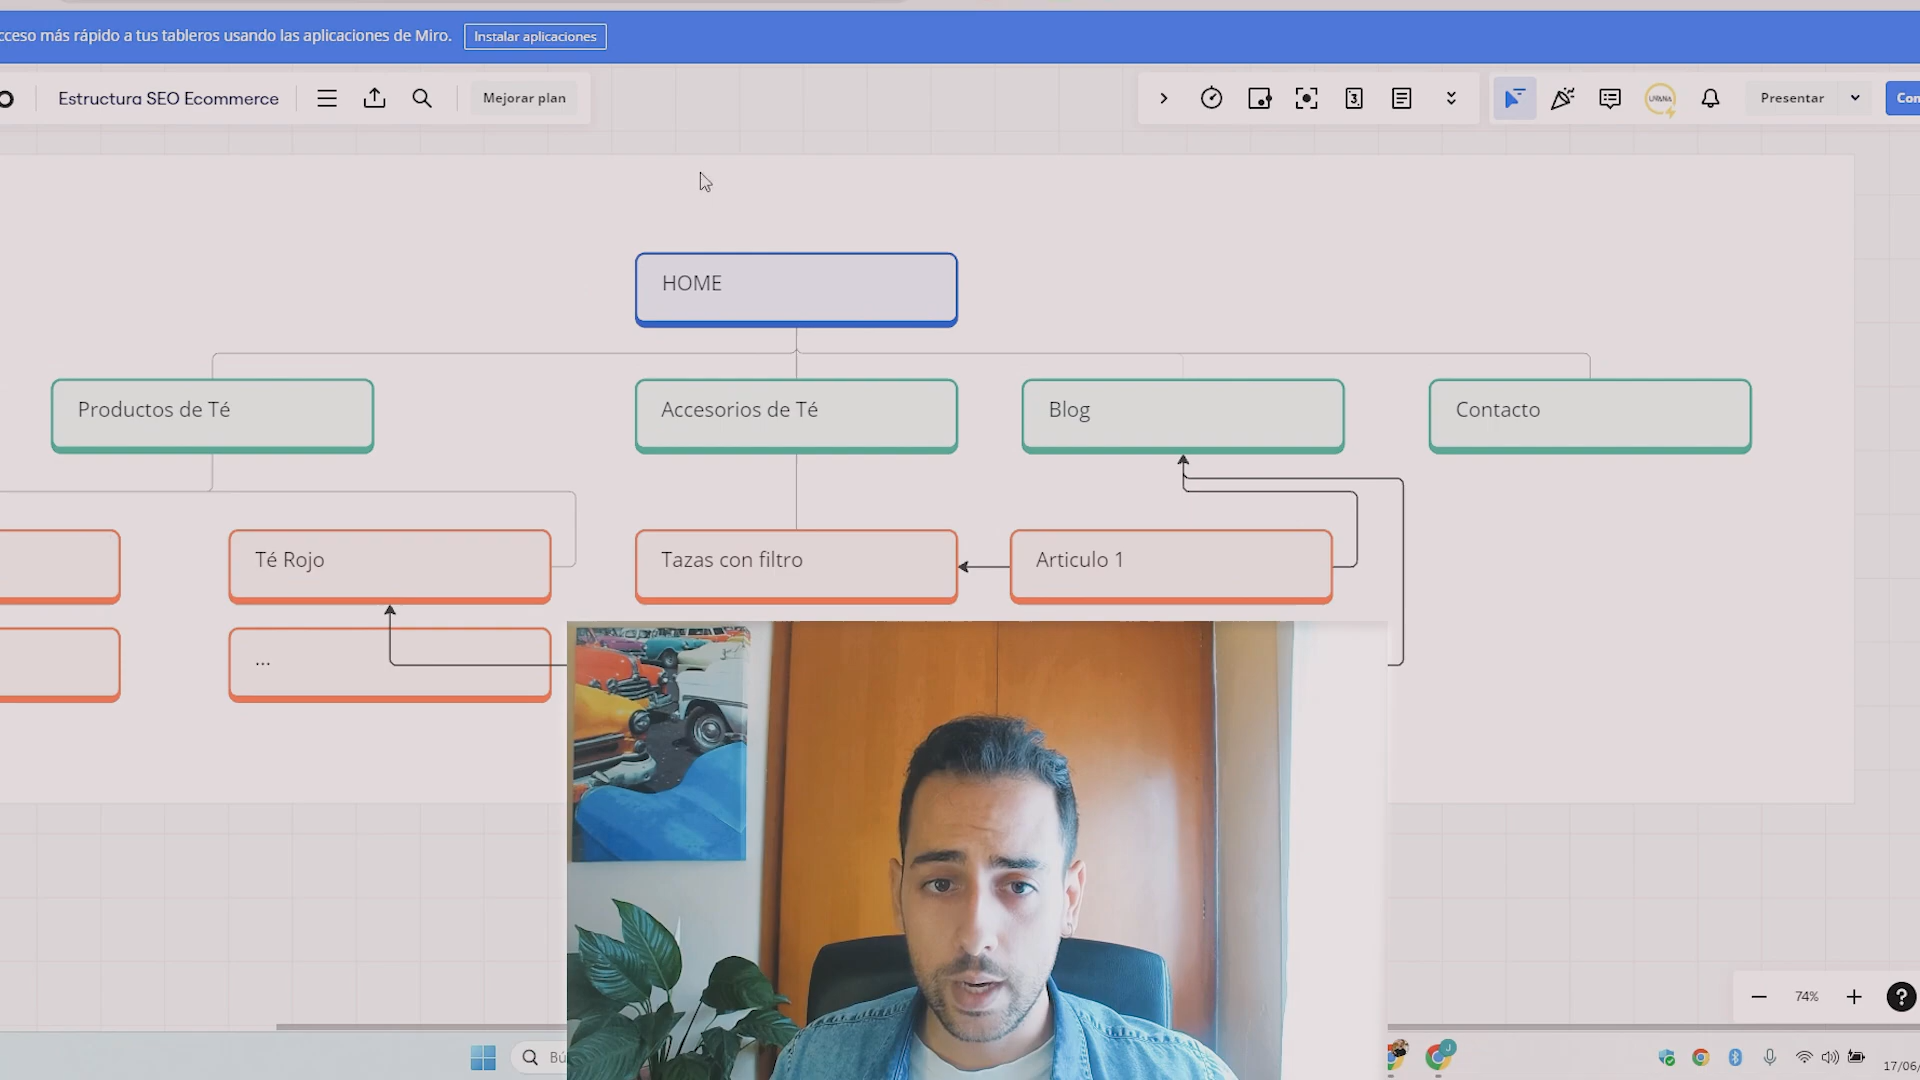 cceso más rápido a tus tableros usando las aplicaciones de Miro. Instalar aplicaciones
Estructura SEO Ecommerce Mejorar plan
3
Presentar
Con
HOME
Productos de Té Accesorios de Té Blog Contacto
Té Rojo Tazas con filtro Articulo 1
...
74%
?
Bú
J
17/06